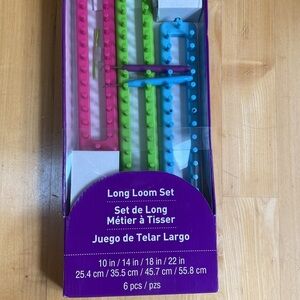 Long Loom Set
Set de Long
Métier à Tisser
Juego de Telar Largo
10 in / 14 in / 18 in / 22 in
25.4 cm / 35.5 cm / 45.7 cm / 55.8 cm
6 pcs / pzs